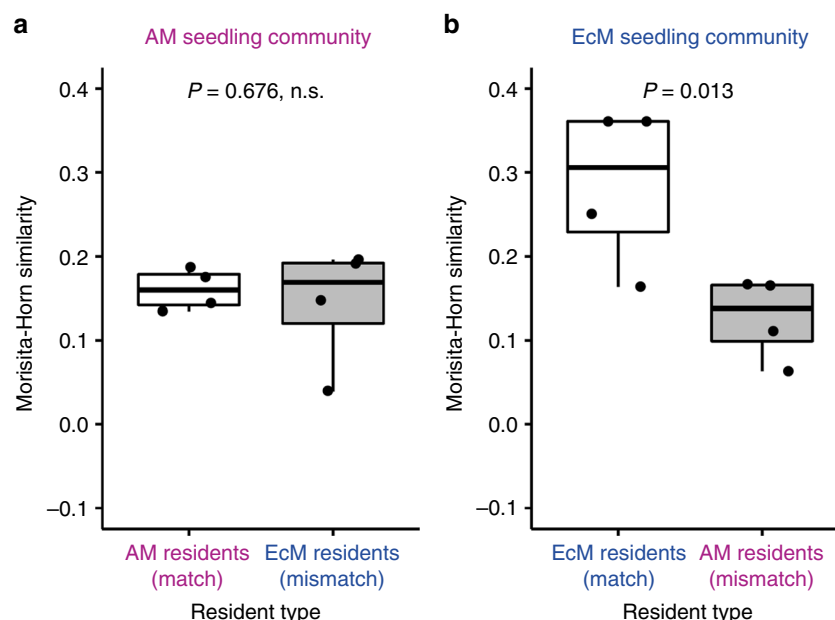 a
AM seedling community
P = 0.676, n.s.
Morisita-Horn similarity
0.4
0.3
0.2
0.1
0.0
–0.1
AM residents
(match)
EcM residents
(mismatch)
Resident type
b
EcM seedling community
P = 0.013
Morisita-Horn similarity
0.4
0.3
0.2
0.1
0.0
–0.1
EcM residents
(match)
AM residents
(mismatch)
Resident type